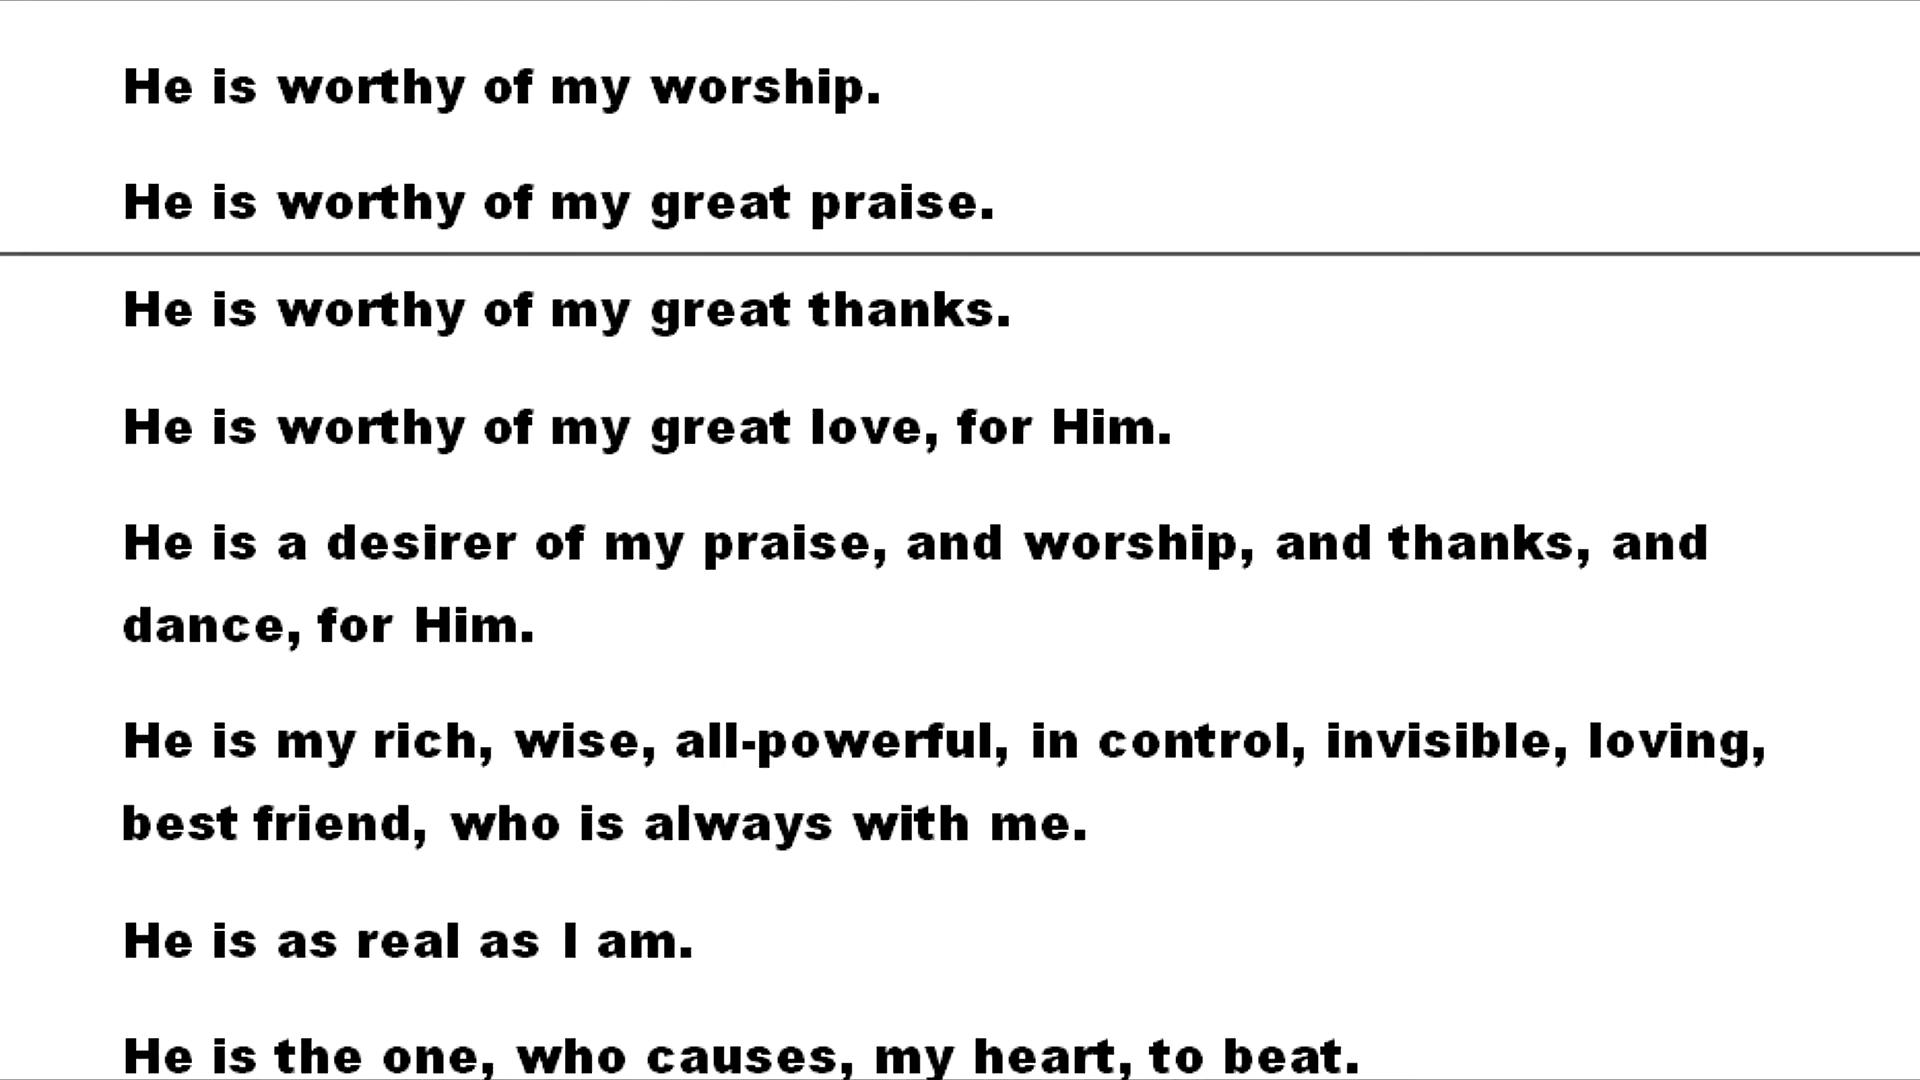 He is worthy of my worship.
He is worthy of my great praise.
He is worthy of my great thanks.
He is worthy of my great love, for Him.
He is a desirer of my praise, and worship, and thanks, and
dance, for Him.
He is my rich, wise, all-powerful, in control, invisible, loving,
best friend, who is always with me.
He is as real as I am.
He is the one, who causes, my heart, to beat.